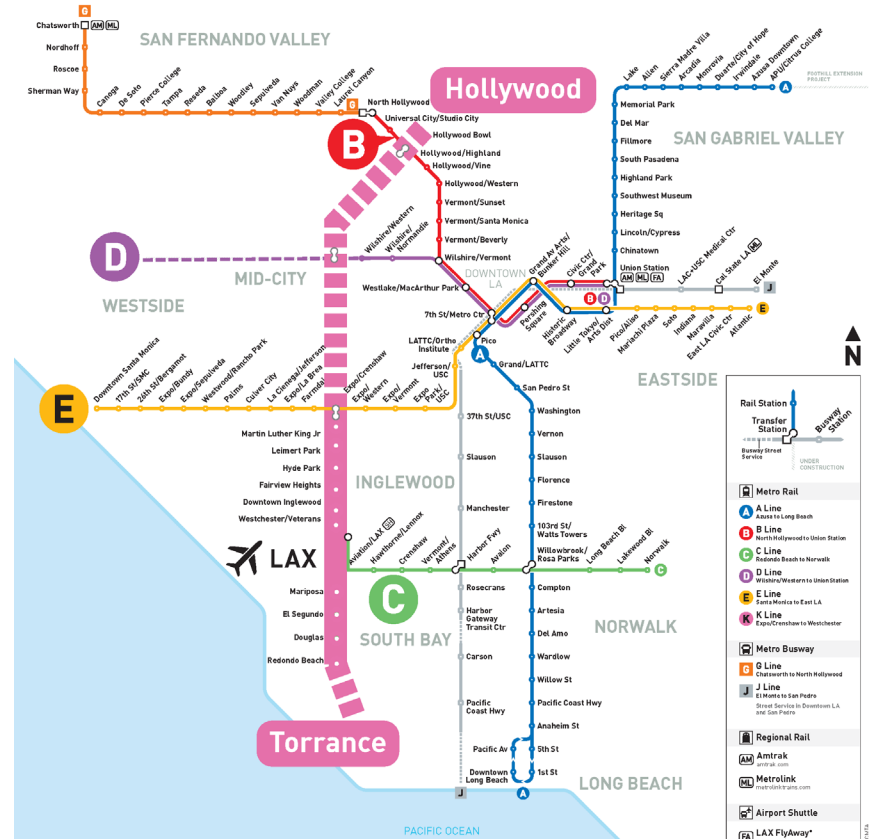 G
Chatsworth AM ML
Nordhoff
Roscoe
Sherman Way
SAN FERNANDO VALLEY
Canoga
De Soto
Pierce College
Tampa
Reseda
Balboa
Woodley
Sepulveda
Van Nuys
Woodman
Valley College
Laurel Canyon
G
North Hollywood
Universal City/Studio City
Hollywood Bowl
Hollywood/Highland
Hollywood/Vine
Hollywood/Western
Vermont/Sunset
Vermont/Santa Monica
Vermont/Beverly
Wilshire/Vermont
B
Hollywood
Lake
Allen
Sierra Madre Villa
Arcadia
Monrovia
Duarte/City of Hope
Irwindale
Azusa Downtown
APU/Citrus College
A
FOOTHILL EXTENSION
PROJECT
Memorial Park
Del Mar
Fillmore
South Pasadena
Highland Park
Southwest Museum
Heritage Sq
Lincoln/Cypress
Chinatown
Union Station
AM ML FA
SAN GABRIEL VALLEY
D
WESTSIDE
MID-CITY
Wilshire/Western
Wilshire/
Normandie
Westlake/MacArthur Park
7th St/Metro Ctr
DOWNTOWN
LA
Grand Av Arts/
Bunker Hill
Civic Ctr/
Grand
Park
B D
LAC+USC Medical Ctr
Cal State LA ML
El Monte
J
Pershing
Square
Historic
Broadway
Little Tokyo/
Arts Dist
Pico/Aliso
Mariachi Plaza
Soto
Indiana
Maravilla
East LA Civic Ctr
Atlantic
E
LATTC/Ortho
Institute
Pico
A
Jefferson/
USC
Grand/LATTC
San Pedro St
EASTSIDE
N
E
Downtown Santa Monica
17th St/SMC
26th St/Bergamot
Expo/Bundy
Expo/Sepulveda
Westwood/Rancho Park
Palms
Culver City
La Cienega/Jefferson
Expo/La Brea
Farmdale
Expo/Crenshaw
Expo/
Western
Expo/
Vermont
Expo
Park/
USC
37th St/USC
Slauson
Manchester
Harbor Fwy
Washington
Vernon
Slauson
Florence
Firestone
103rd St/
Watts Towers
Willowbrook/
Rosa Parks
Martin Luther King Jr
Leimert Park
Hyde Park
Fairview Heights
Downtown Inglewood
Westchester/Veterans
INGLEWOOD
LAX
Aviation/LAX
Hawthorne/Lennox
Crenshaw
Vermont/
Athens
Avalon
Long Beach Bl
Lakewood Bl
Norwalk
C
C
SOUTH BAY
NORWALK
Mariposa
El Segundo
Douglas
Redondo Beach
Torrance
Rosecrans
Harbor
Gateway
Transit Ctr
Carson
Pacific
Coast Hwy
J
Compton
Artesia
Del Amo
Wardlow
Willow St
Pacific Coast Hwy
Anaheim St
Pacific Av
5th St
Downtown
Long Beach
1st St
A
LONG BEACH
PACIFIC OCEAN
Rail Station
Transfer
Station
Busway
Station
Busway Street
Service
UNDER
CONSTRUCTION
Metro Rail
A A Line
Azusa to Long Beach
B B Line
North Hollywood to Union Station
C C Line
Redondo Beach to Norwalk
D D Line
Wilshire/Western to Union Station
E E Line
Santa Monica to East LA
K K Line
Expo/Crenshaw to Westchester
Metro Busway
G G Line
Chatsworth to North Hollywood
J J Line
El Monte to San Pedro
Street Service in Downtown LA
and San Pedro
Regional Rail
AM Amtrak
amtrak.com
ML Metrolink
metrolinktrains.com
Airport Shuttle
FA LAX FlyAway*